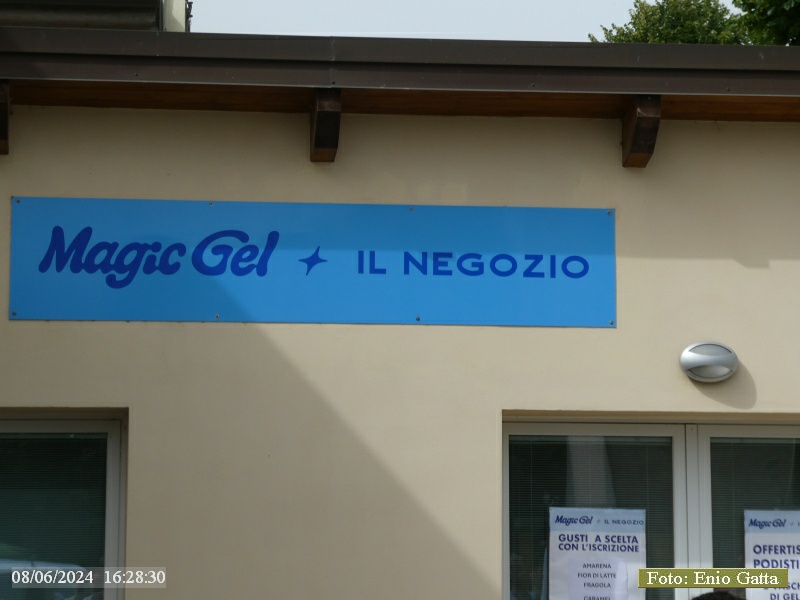 Magic Gel IL NEGOZIO
Magic Gel IL NEGOZIO
GUSTI A SCELTA
CON L'ISCRIZIONE
AMARENA
FIOR DI LATTE
FRAGOLA
CARAMEL
Magic Gel
OFFERTIS
PODISTI
DI GEL
08/06/2024 16:28:30
Foto: Enio Gatta